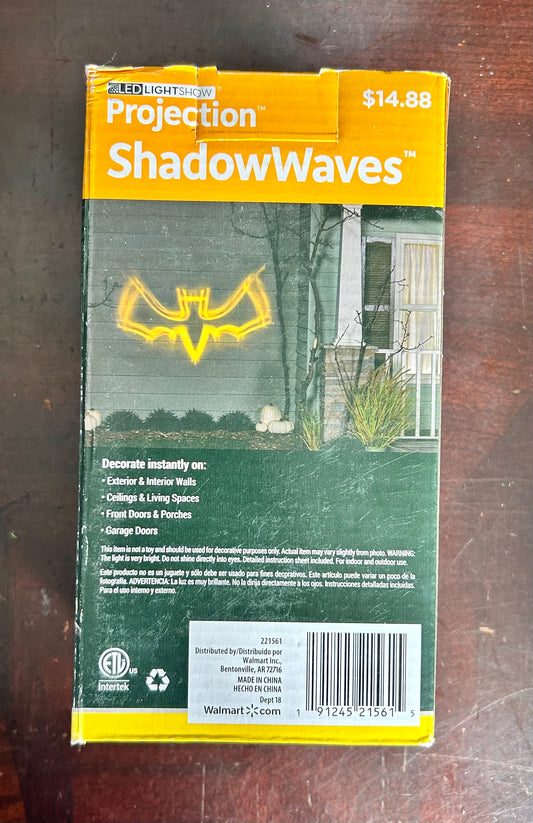 LED LIGHTSHOW
$14.88
Projection™
ShadowWaves™
Decorate instantly on:
• Exterior & Interior Walls
• Ceilings & Living Spaces
• Front Doors & Porches
• Garage Doors
This item is not a toy and should be used for decorative purposes only. Actual item may vary slightly from photo. WARNING:
The light is very bright. Do not shine directly into eyes. Detailed instruction sheet included. For indoor and outdoor use.
Este producto no es un juguete y sólo debe ser usado para fines decorativos. Este artículo puede variar un poco de la
fotografía. ADVERTENCIA: La luz es muy brillante. No la dirija directamente a los ojos. Instrucciones detalladas incluidas.
Para el uso interno y externo.
ETL US
Intertek
221561
Distributed by/Distribuido por
Walmart Inc.,
Bentonville, AR 72716
MADE IN CHINA
HECHO EN CHINA
Dept 18
Walmart.com
1 91245 21561 5